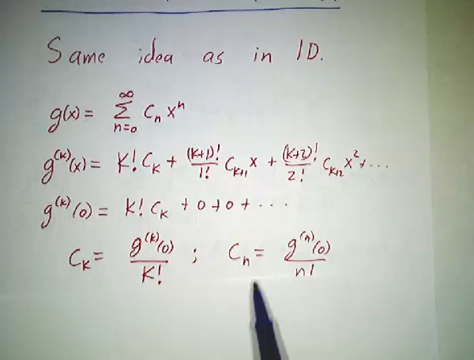 Same idea as in 1D.
g(x) = ∑_{n=0}^{∞} C_n x^n
g^{(k)}(x) = K! C_k + (k+1)!/1! C_{k+1} x + (k+2)!/2! C_{k+2} x^2 + ...
g^{(k)}(0) = K! C_k + 0 + 0 + ...
C_k = g^{(k)}(0)/K! ; C_n = g^{(n)}(0)/n!